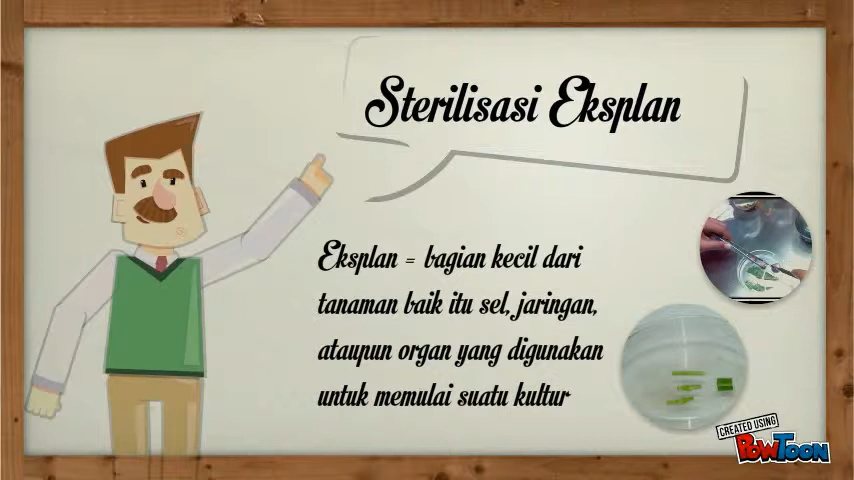 Sterilisasi Eksplan
Eksplan = bagian kecil dari
tanaman baik itu sel, jaringan,
ataupun organ yang digunakan
untuk memulai suatu kultur
CREATED USING
POWTOON